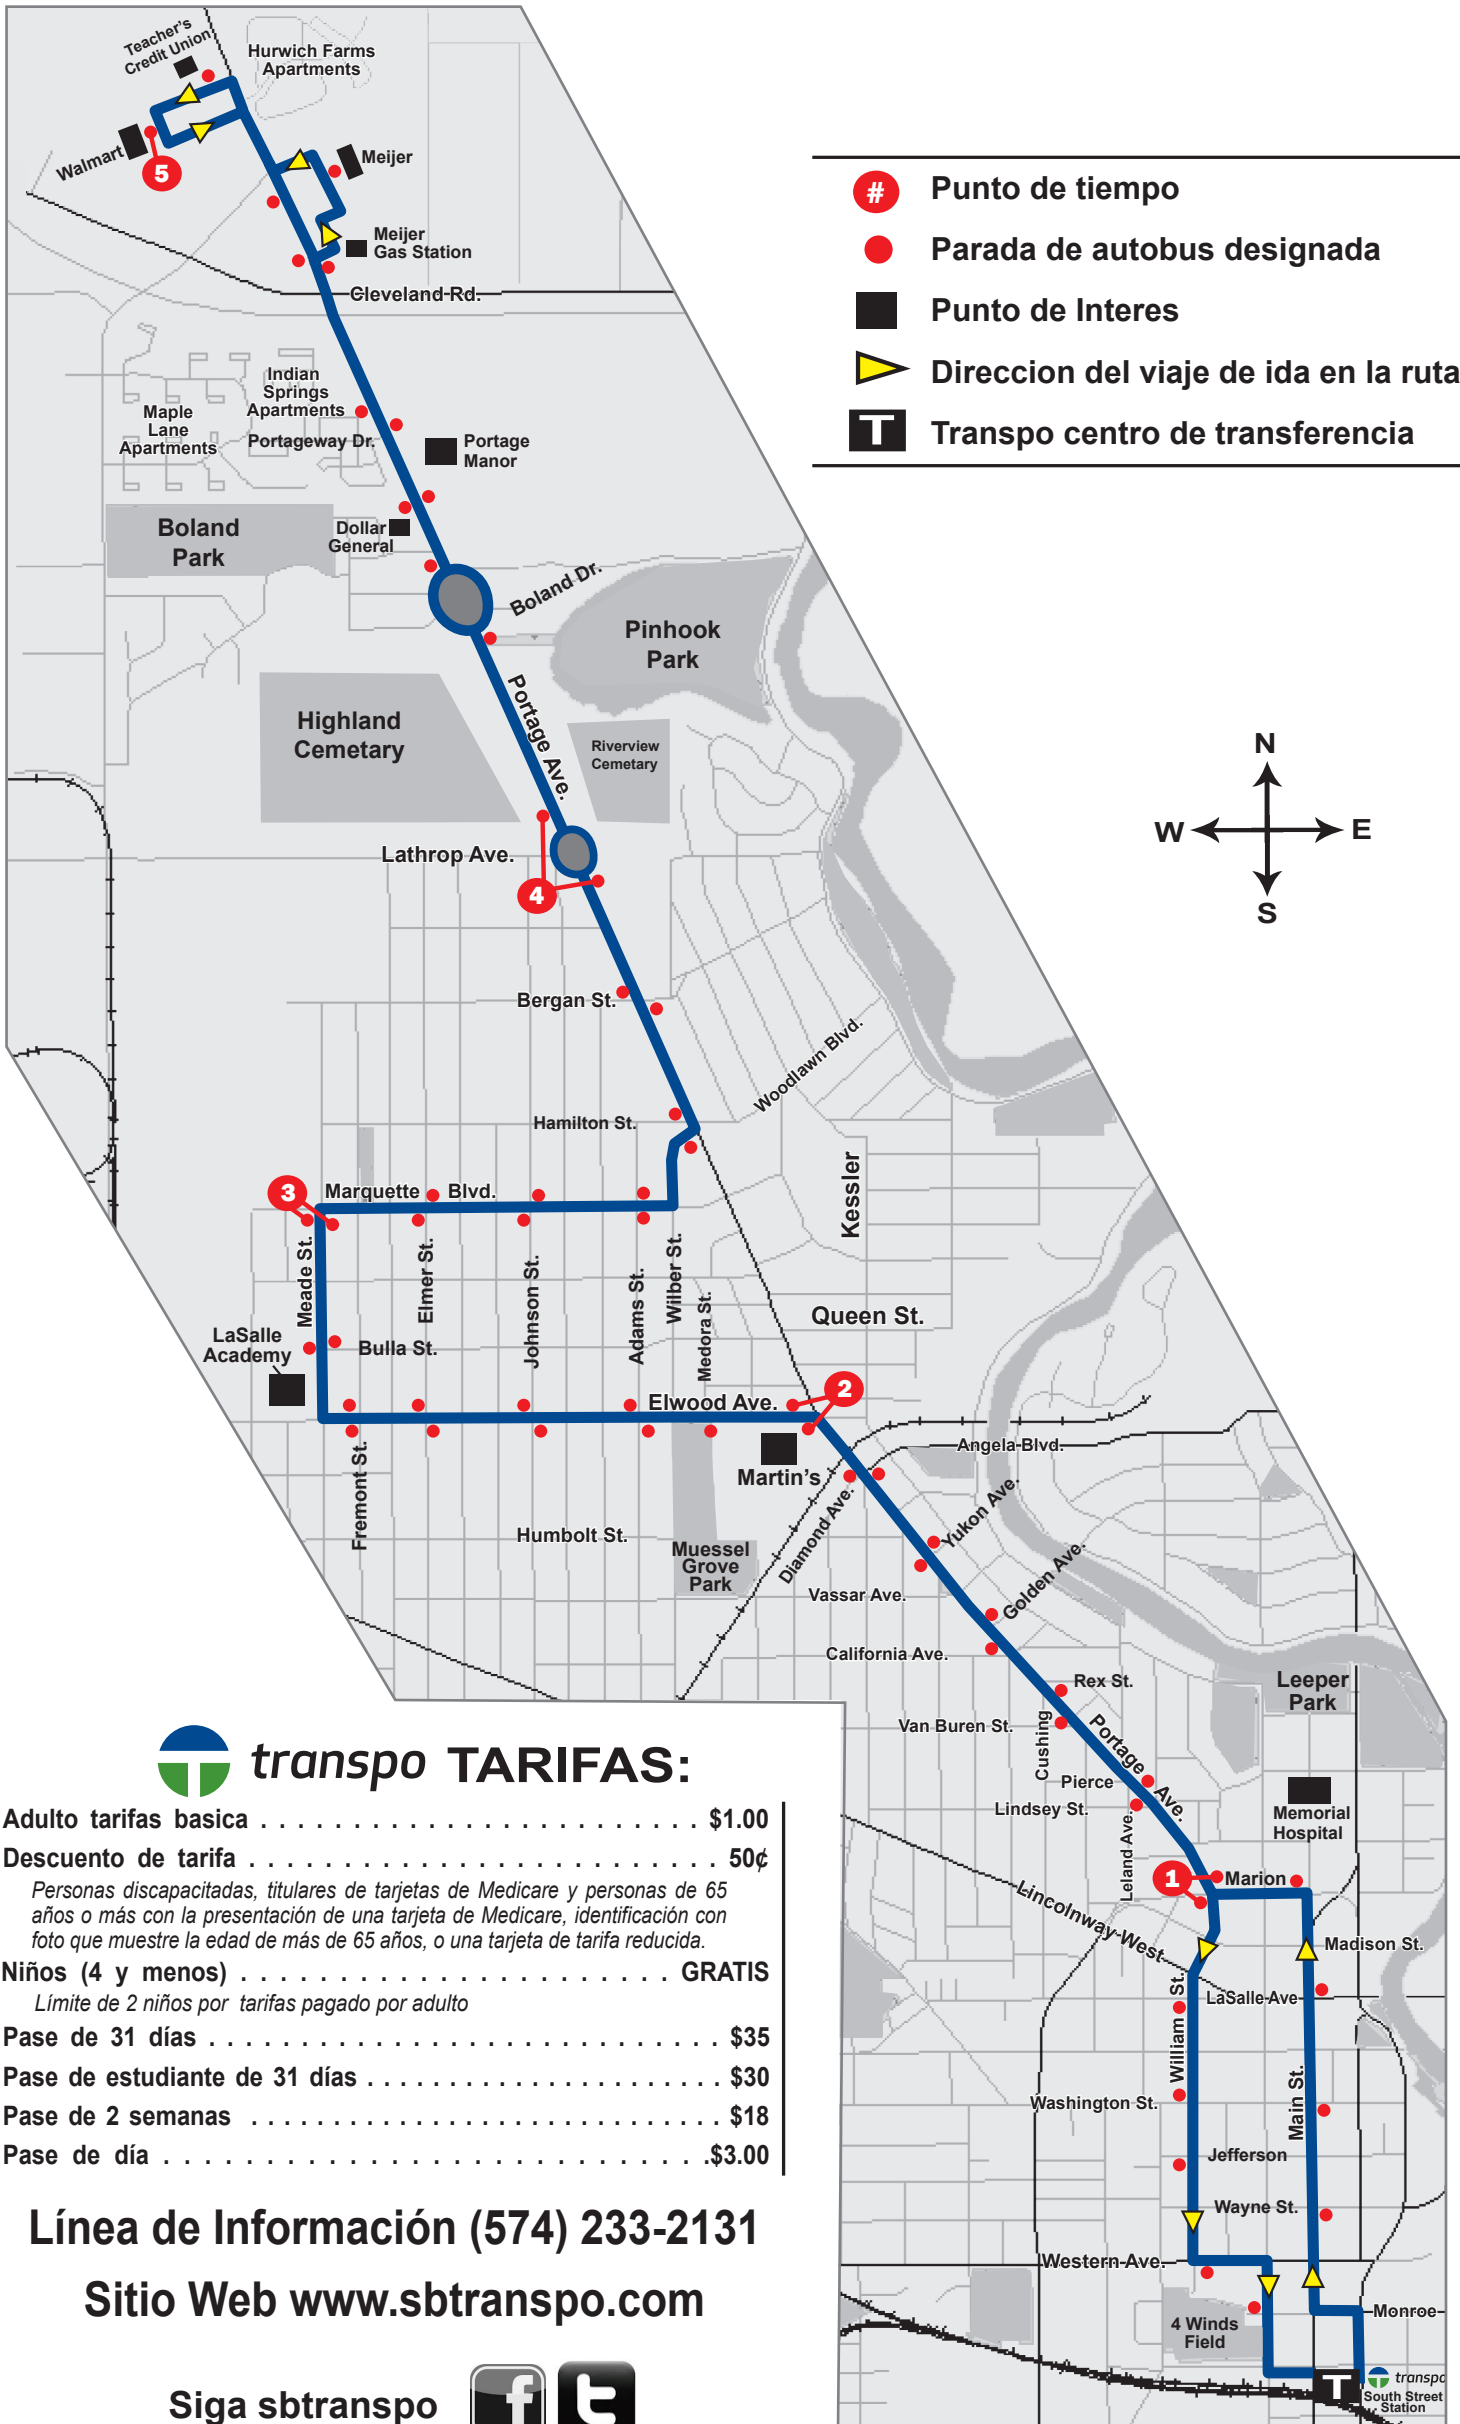 Teacher's
Credit Union
Hurwich Farms
Apartments
Walmart
5
Meijer
Meijer
Gas Station
Cleveland Rd.
# Punto de tiempo
Parada de autobus designada
Punto de Interes
Direccion del viaje de ida en la ruta
T Transpo centro de transferencia
Indian
Springs
Apartments
Maple
Lane
Apartments
Portageway Dr.
Portage
Manor
Boland
Park
Dollar
General
Boland Dr.
Pinhook
Park
Portage Ave.
Highland
Cemetary
Riverview
Cemetary
N
W
E
S
Lathrop Ave.
4
Bergan St.
Woodlawn Blvd.
Hamilton St.
Kessler
3
Marquette Blvd.
Meade St.
Elmer St.
Johnson St.
Adams St.
Wilber St.
Medora St.
Queen St.
LaSalle
Academy
Bulla St.
Elwood Ave.
2
Martin's
Angela Blvd.
Fremont St.
Humbolt St.
Muessel
Grove
Park
Diamond Ave.
Yukon Ave.
Vassar Ave.
Golden Ave.
California Ave.
Rex St.
Leeper
Park
Van Buren St.
Cushing
Portage Ave.
Pierce
Lindsey St.
Leland Ave.
Memorial
Hospital
1
Marion
Lincolnway West
Madison St.
LaSalle Ave
William St.
Main St.
Washington St.
Jefferson
Wayne St.
Western Ave.
Monroe
4 Winds
Field
T
transpo
South Street
Station
transpo TARIFAS:
Adulto tarifas basica . . . . . . . . . . . . . . . . . . . . . . . . $1.00
Descuento de tarifa . . . . . . . . . . . . . . . . . . . . . . . . . . 50¢
Personas discapacitadas, titulares de tarjetas de Medicare y personas de 65
años o más con la presentación de una tarjeta de Medicare, identificación con
foto que muestre la edad de más de 65 años, o una tarjeta de tarifa reducida.
Niños (4 y menos) . . . . . . . . . . . . . . . . . . . . . . . GRATIS
Límite de 2 niños por tarifas pagado por adulto
Pase de 31 días . . . . . . . . . . . . . . . . . . . . . . . . . . . . $35
Pase de estudiante de 31 días . . . . . . . . . . . . . . . . . . . . . . $30
Pase de 2 semanas . . . . . . . . . . . . . . . . . . . . . . . . . . $18
Pase de día . . . . . . . . . . . . . . . . . . . . . . . . . . . .$3.00
Línea de Información (574) 233-2131
Sitio Web www.sbtranspo.com
Siga sbtranspo
f t